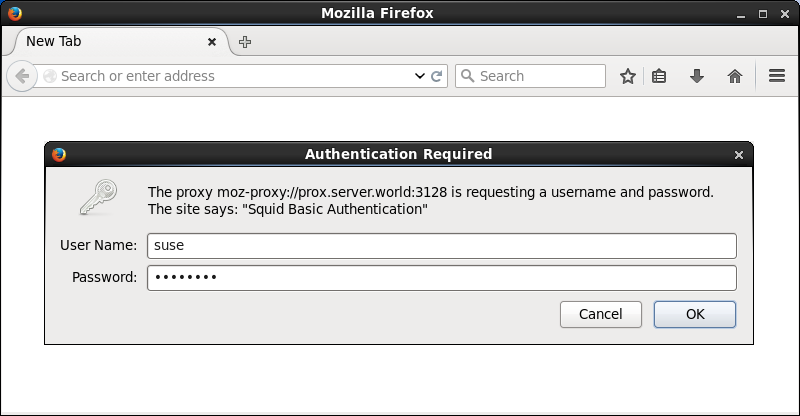 Mozilla Firefox
New Tab
Search or enter address
Search
Authentication Required
The proxy moz-proxy://prox.server.world:3128 is requesting a username and password.
The site says: "Squid Basic Authentication"
User Name: suse
Password: ••••••••
Cancel OK